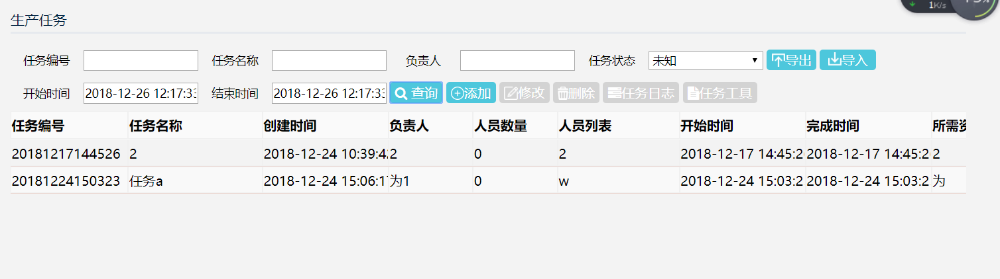 生产任务
1K/s
任务编号 任务名称 负责人 任务状态 未知 导出 导入
开始时间 2018-12-26 12:17:33 结束时间 2018-12-26 12:17:33 查询 添加 修改 删除 任务日志 任务工具
任务编号 任务名称 创建时间 负责人 人员数量 人员列表 开始时间 完成时间 所需资
20181217144526 2 2018-12-24 10:39:4 2 0 2 2018-12-17 14:45:2 2018-12-17 14:45:2 2
20181224150323 任务a 2018-12-24 15:06:1 为1 0 w 2018-12-24 15:03:2 2018-12-24 15:03:2 为